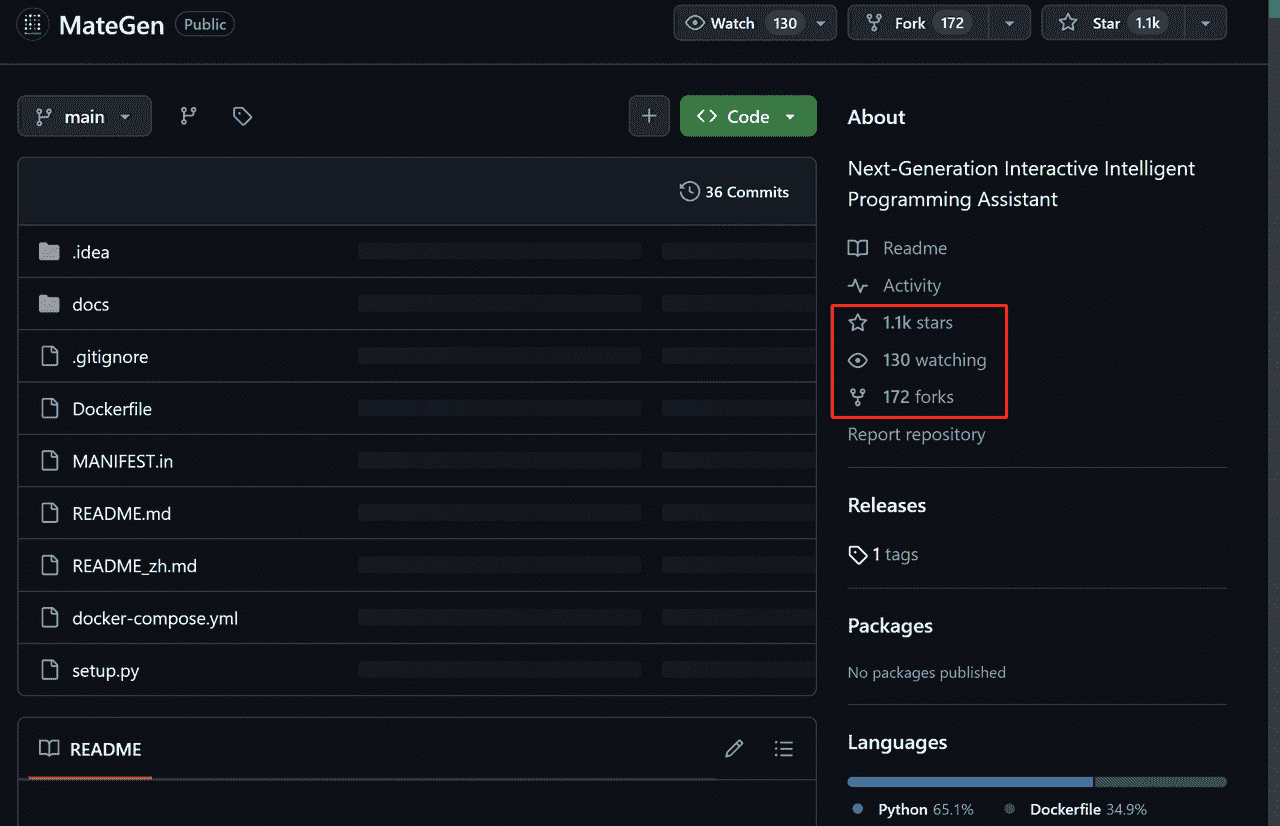 MateGen Public Watch 130 Fork 172 Star 1.1k
main Code
36 Commits
.idea
docs
.gitignore
Dockerfile
MANIFEST.in
README.md
README_zh.md
docker-compose.yml
setup.py
README
About
Next-Generation Interactive Intelligent
Programming Assistant
Readme
Activity
1.1k stars
130 watching
172 forks
Report repository
Releases
1 tags
Packages
No packages published
Languages
Python 65.1% Dockerfile 34.9%